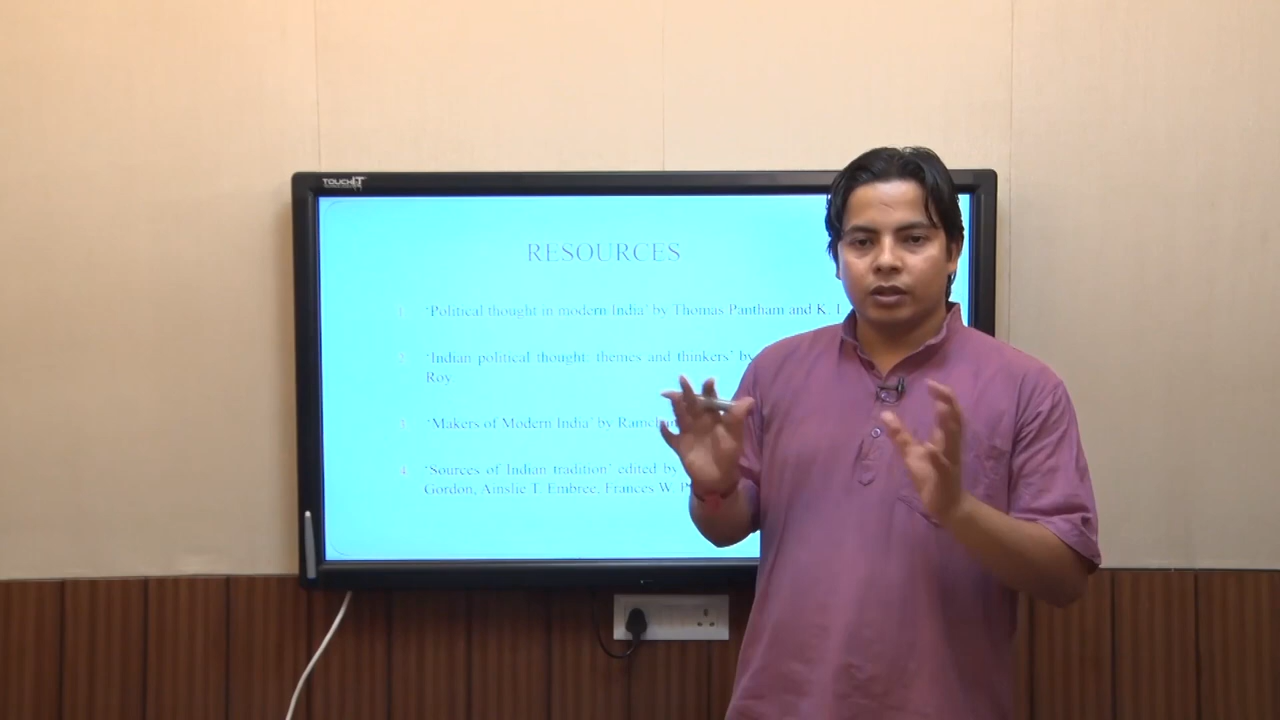 TOUCHIT
RESOURCES
1. 'Political thought in modern India' by Thomas Pantham and K. L
2. 'Indian political thought: themes and thinkers' by
Roy.
3. 'Makers of Modern India' by Ramchan
4. 'Sources of Indian tradition' edited by
Gordon, Ainslie T. Embree, Frances W. P